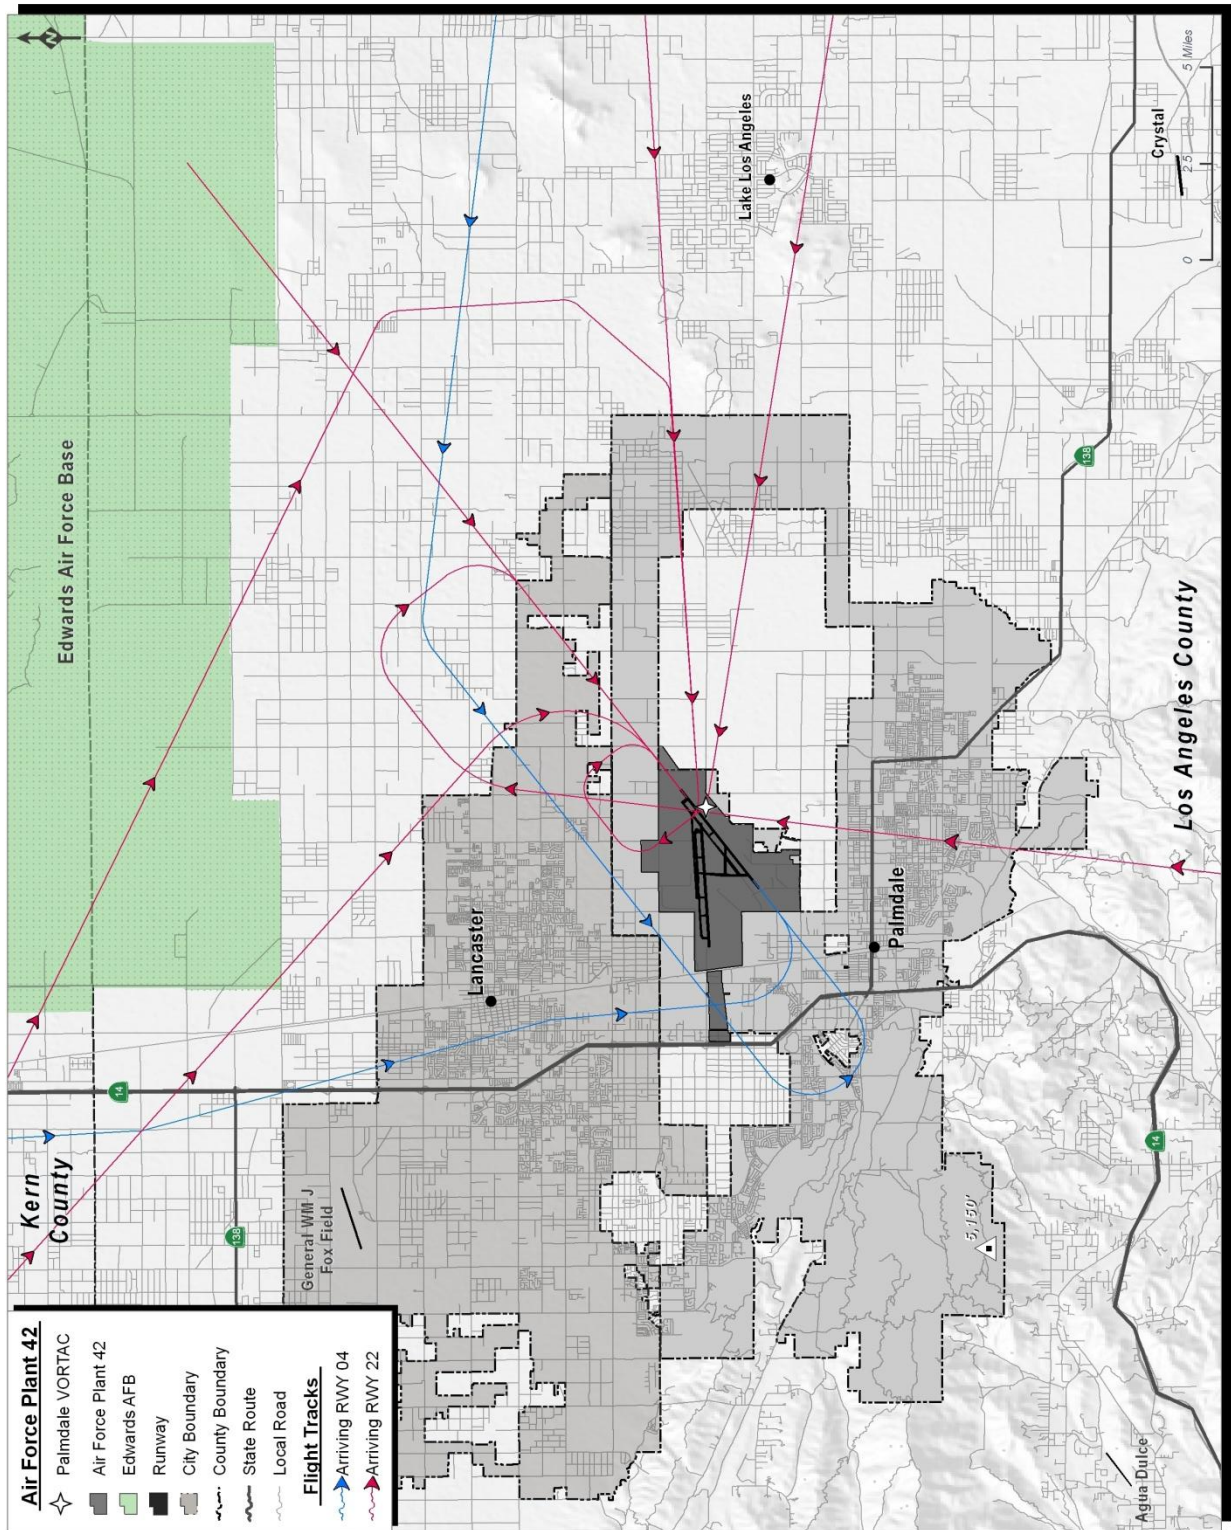 Air Force Plant 42
Palmdale VORTAC
Air Force Plant 42
Edwards AFB
Runway
City Boundary
County Boundary
State Route
Local Road
Flight Tracks
Arriving RWY 04
Arriving RWY 22
Kern
County
14
138
Edwards Air Force Base
N
General WM J
Fox Field
Lancaster
Lake Los Angeles
Palmdale
138
5,150'
14
Agua Dulce
Los Angeles County
Crystal
0
2.5
5 Miles